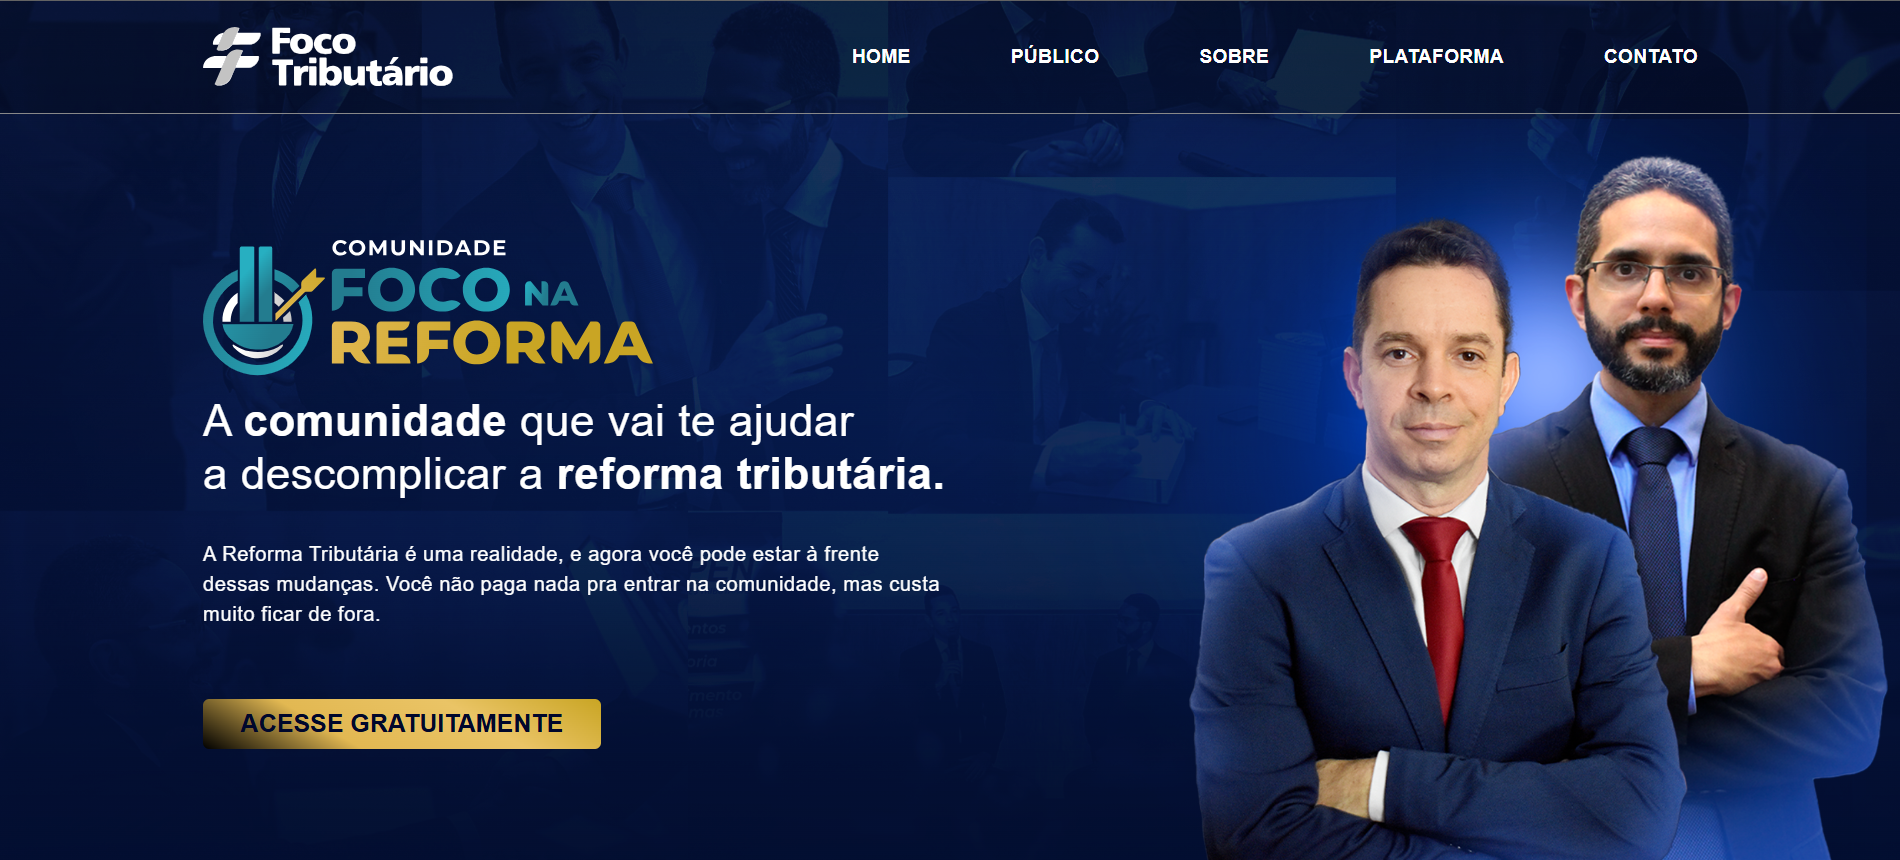 Foco
Tributário
HOME
PÚBLICO
SOBRE
PLATAFORMA
CONTATO
COMUNIDADE
FOCO NA
REFORMA
A comunidade que vai te ajudar
a descomplicar a reforma tributária.
A Reforma Tributária é uma realidade, e agora você pode estar à frente
dessas mudanças. Você não paga nada pra entrar na comunidade, mas custa
muito ficar de fora.
ACESSE GRATUITAMENTE